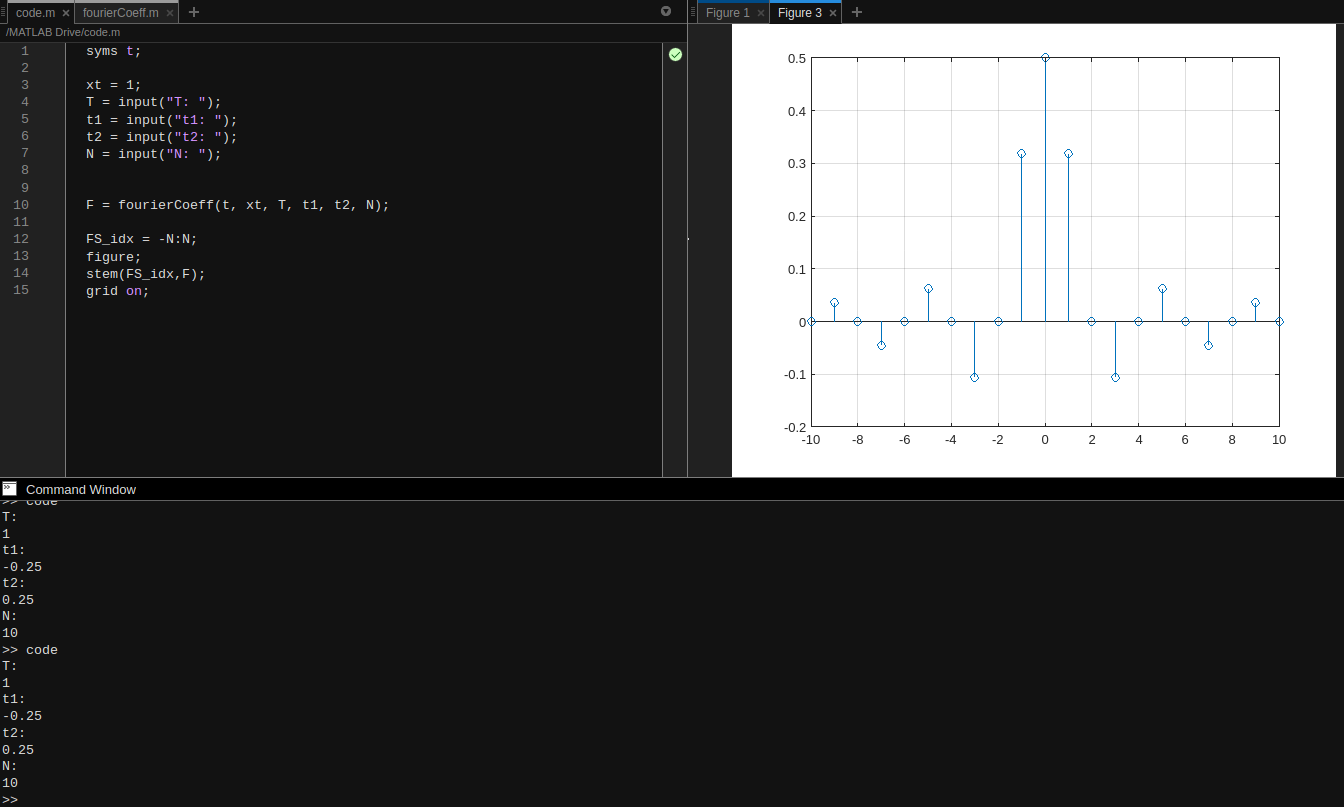 code.m × fourierCoeff.m × +
/MATLAB Drive/code.m
1 syms t;
2
3 xt = 1;
4 T = input("T: ");
5 t1 = input("t1: ");
6 t2 = input("t2: ");
7 N = input("N: ");
8
9
10 F = fourierCoeff(t, xt, T, t1, t2, N);
11
12 FS_idx = -N:N;
13 figure;
14 stem(FS_idx,F);
15 grid on;
Figure 1 × Figure 3 × +
0.5
0.4
0.3
0.2
0.1
0
-0.1
-0.2
-10 -8 -6 -4 -2 0 2 4 6 8 10
Command Window
>> code
T:
1
t1:
-0.25
t2:
0.25
N:
10
>> code
T:
1
t1:
-0.25
t2:
0.25
N:
10
>>